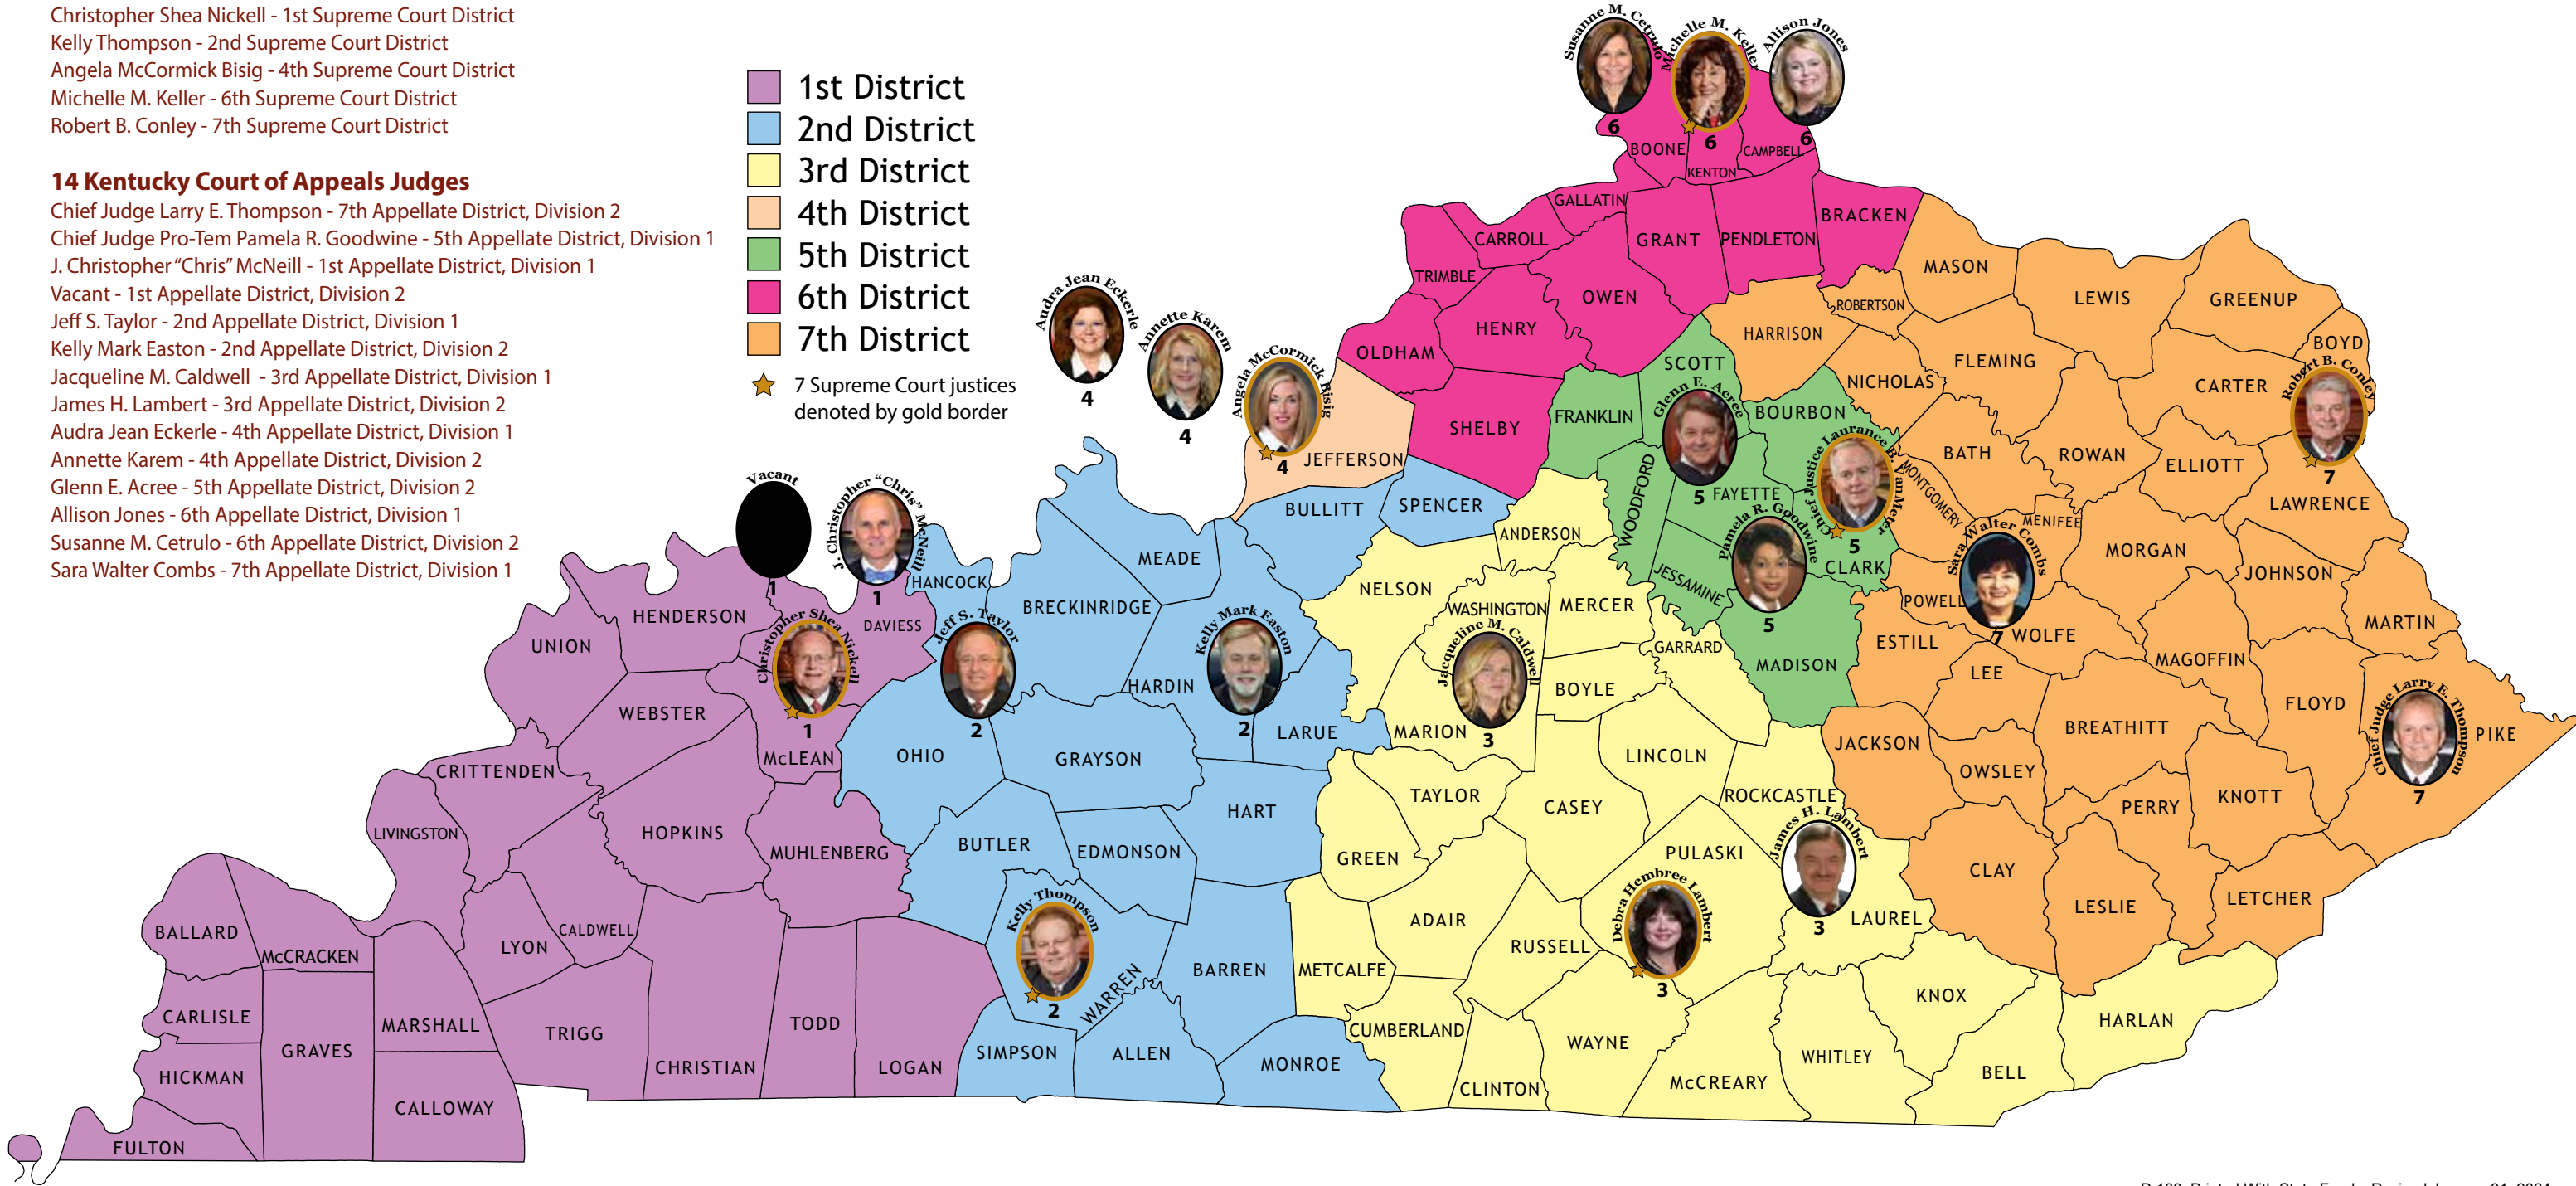 Christopher Shea Nickell - 1st Supreme Court District
Kelly Thompson - 2nd Supreme Court District
Angela McCormick Bisig - 4th Supreme Court District
Michelle M. Keller - 6th Supreme Court District
Robert B. Conley - 7th Supreme Court District
14 Kentucky Court of Appeals Judges
Chief Judge Larry E. Thompson - 7th Appellate District, Division 2
Chief Judge Pro-Tem Pamela R. Goodwine - 5th Appellate District, Division 1
J. Christopher “Chris” McNeill - 1st Appellate District, Division 1
Vacant - 1st Appellate District, Division 2
Jeff S. Taylor - 2nd Appellate District, Division 1
Kelly Mark Easton - 2nd Appellate District, Division 2
Jacqueline M. Caldwell - 3rd Appellate District, Division 1
James H. Lambert - 3rd Appellate District, Division 2
Audra Jean Eckerle - 4th Appellate District, Division 1
Annette Karem - 4th Appellate District, Division 2
Glenn E. Acree - 5th Appellate District, Division 2
Allison Jones - 6th Appellate District, Division 1
Susanne M. Cetrulo - 6th Appellate District, Division 2
Sara Walter Combs - 7th Appellate District, Division 1
1st District
2nd District
3rd District
4th District
5th District
6th District
7th District
7 Supreme Court justices
denoted by gold border
Susanne M. Cetrulo
6
Michelle M. Keller
6
Allison Jones
6
BOONE
KENTON
CAMPBELL
GALLATIN
CARROLL
GRANT
PENDLETON
BRACKEN
TRIMBLE
OWEN
HENRY
OLDHAM
SHELBY
MASON
LEWIS
GREENUP
ROBERTSON
HARRISON
FLEMING
BOYD
NICHOLAS
CARTER
Robert B. Conley
7
BATH
ROWAN
ELLIOTT
LAWRENCE
MONTGOMERY
MENIFEE
MORGAN
JOHNSON
MARTIN
Sara Walter Combs
7
POWELL
WOLFE
ESTILL
LEE
MAGOFFIN
FLOYD
Chief Judge Larry E. Thompson
7
PIKE
BREATHITT
JACKSON
OWSLEY
PERRY
KNOTT
CLAY
LESLIE
LETCHER
Audra Jean Eckerle
4
Annette Karem
4
Angela McCormick Bisig
4
JEFFERSON
SCOTT
FRANKLIN
Glenn E. Acree
5
BOURBON
WOODFORD
FAYETTE
Chief Justice Laurance B. VanMeter
5
Pamela R. Goodwine
5
CLARK
JESSAMINE
MADISON
Vacant
1
J. Christopher “Chris” McNeill
1
HENDERSON
DAVIESS
UNION
Christopher Shea Nickell
1
WEBSTER
McLEAN
CRITTENDEN
LIVINGSTON
HOPKINS
MUHLENBERG
BALLARD
McCRACKEN
LYON
CALDWELL
CARLISLE
MARSHALL
GRAVES
HICKMAN
CALLOWAY
FULTON
TRIGG
CHRISTIAN
TODD
LOGAN
BULLITT
SPENCER
MEADE
HANCOCK
BRECKINRIDGE
Jeff S. Taylor
2
Kelly Mark Easton
2
HARDIN
LARUE
OHIO
GRAYSON
HART
BUTLER
EDMONSON
Kelly Thompson
2
WARREN
BARREN
SIMPSON
ALLEN
MONROE
ANDERSON
NELSON
WASHINGTON
MERCER
Jacqueline M. Caldwell
3
GARRARD
BOYLE
MARION
LINCOLN
TAYLOR
CASEY
ROCKCASTLE
GREEN
PULASKI
James H. Lambert
3
Debra Hembree Lambert
3
LAUREL
ADAIR
RUSSELL
METCALFE
CUMBERLAND
WAYNE
CLINTON
McCREARY
WHITLEY
KNOX
BELL
HARLAN